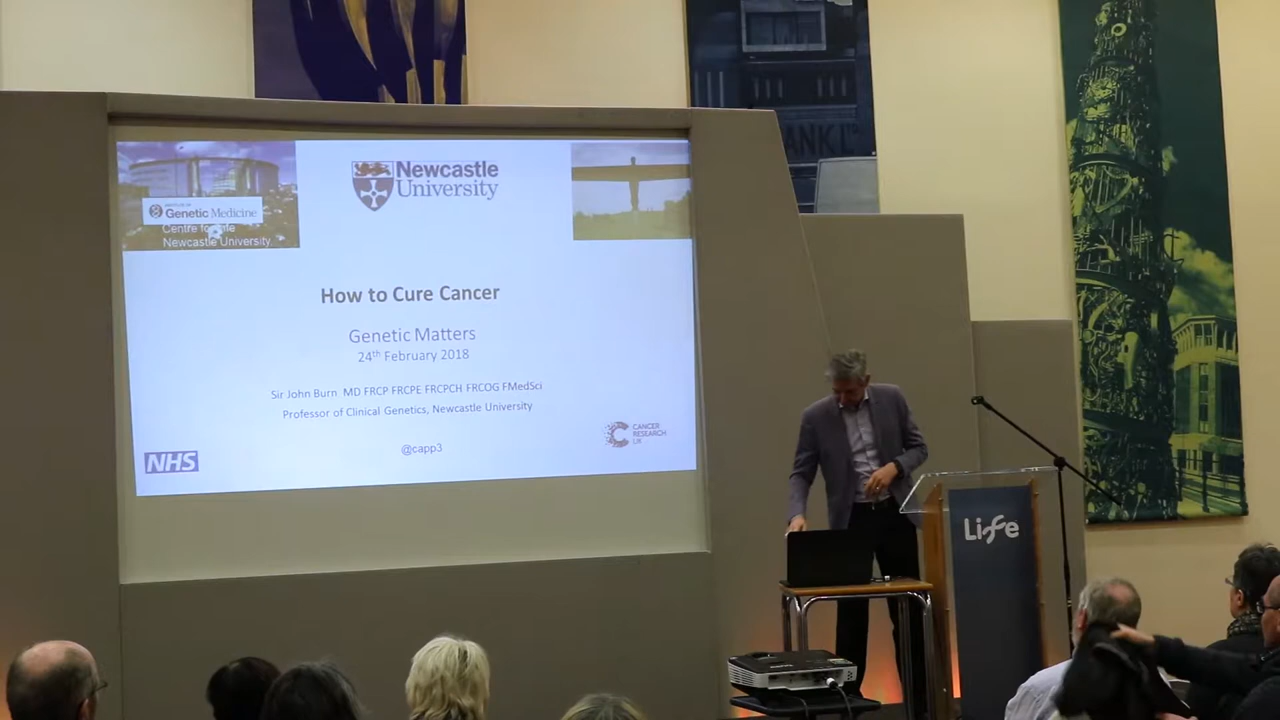 Newcastle
University
INSTITUTE OF
Genetic Medicine
Centre for Life
Newcastle University
How to Cure Cancer
Genetic Matters
24th February 2018
Sir John Burn MD FRCP FRCPE FRCPCH FRCOG FMedSci
Professor of Clinical Genetics, Newcastle University
@capp3
NHS
CANCER
RESEARCH
UK
Life